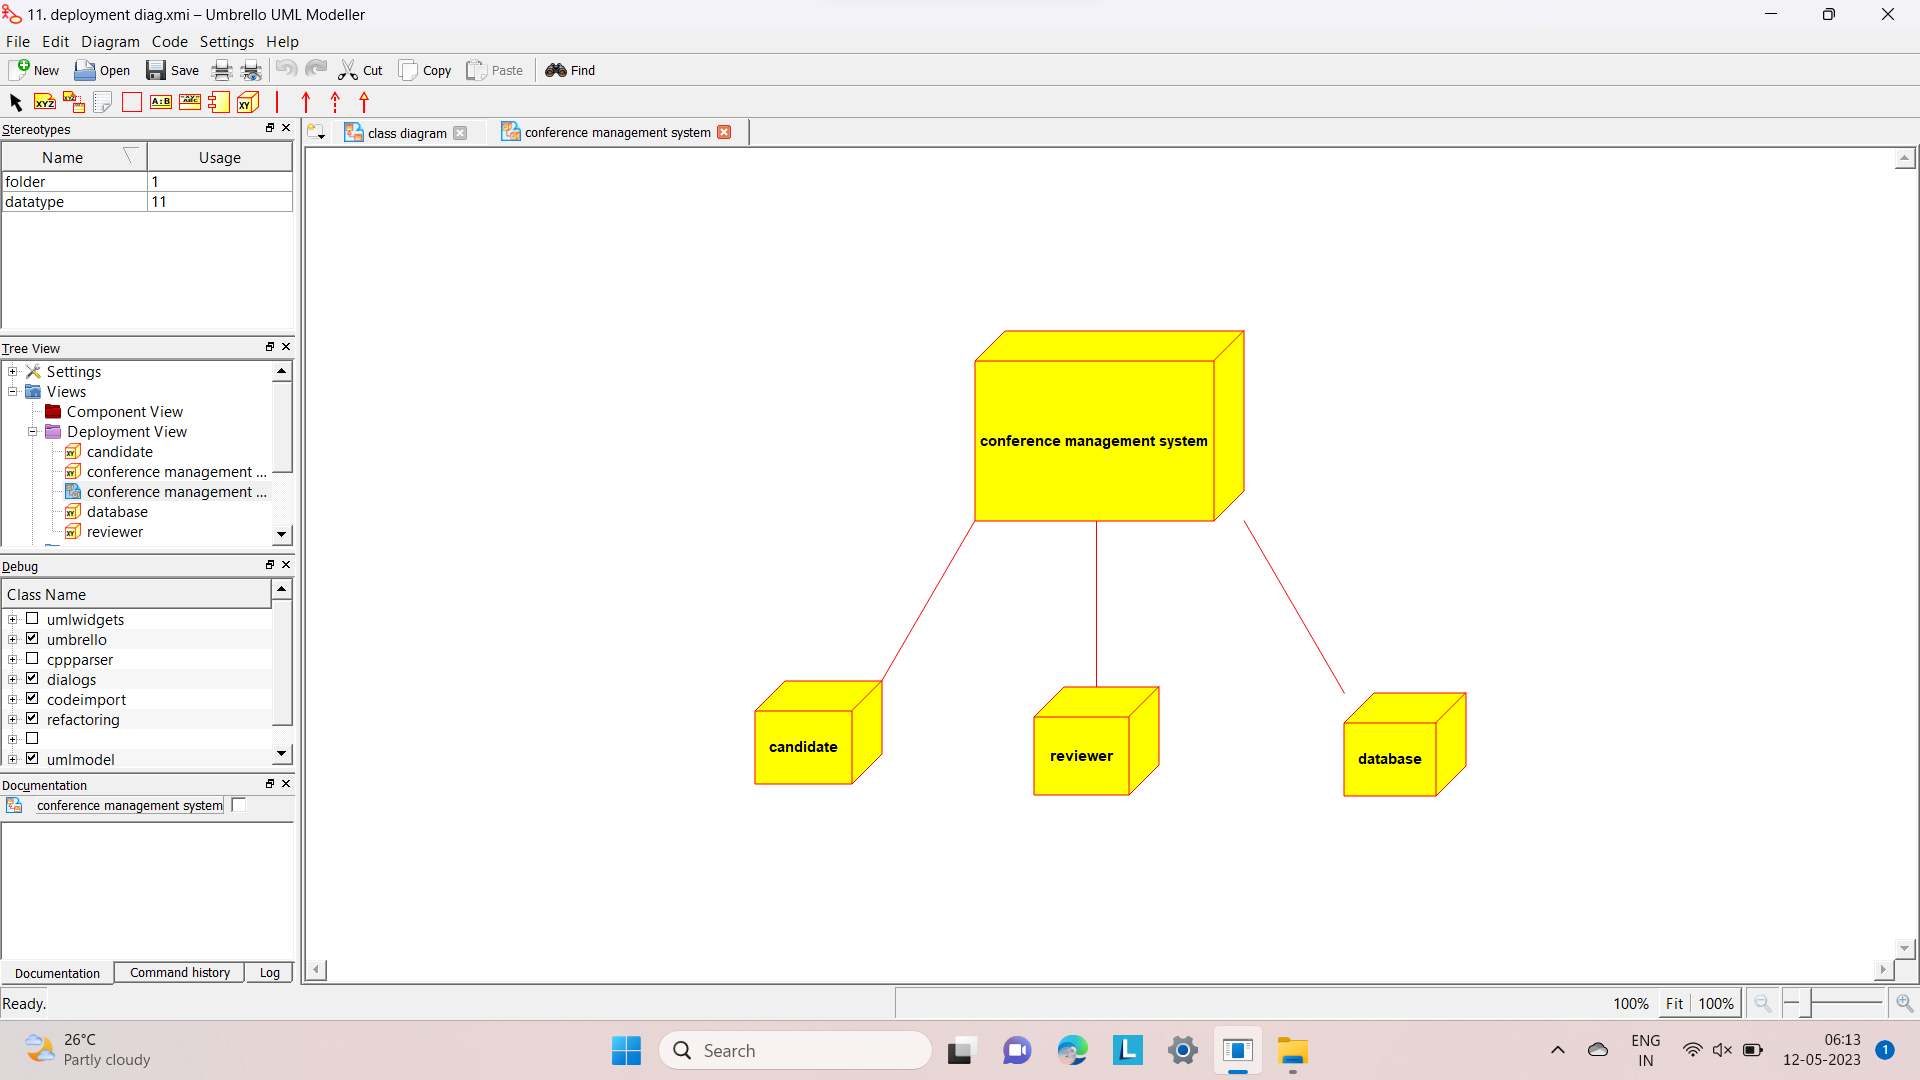 11. deployment diag.xmi – Umbrello UML Modeller
File Edit Diagram Code Settings Help
New Open Save Cut Copy Paste Find
XYZ XYZ A:B ABC XY
Stereotypes
class diagram conference management system
Name Usage
folder 1
datatype 11
Tree View
Settings
Views
Component View
Deployment View
candidate
conference management ...
conference management ...
database
reviewer
Debug
Class Name
umlwidgets
umbrello
cppparser
dialogs
codeimport
refactoring
umlmodel
Documentation
conference management system
Documentation Command history Log
conference management system
candidate
reviewer
database
Ready.
100% Fit 100%
26°C
Partly cloudy
Search
L
ENG
IN
06:13
12-05-2023
1